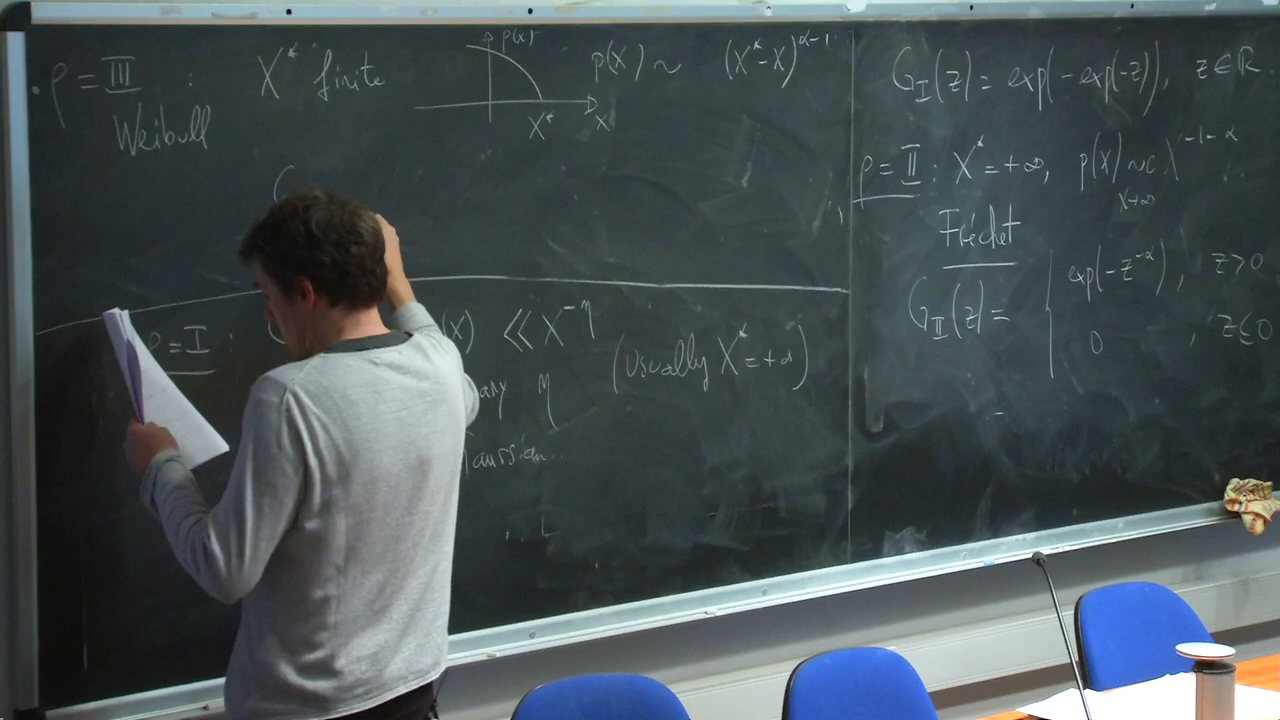 ρ = III : X* finite p(x) X* x p(X) ~ (X*-X)^{α-1}
Weibull
ρ = I : (X) ≪ X^{-η} (usually X* = +∞)
any η
aussian..
G_I(z) = exp(-exp(-z)), z∈ℝ.
ρ = II : X* = +∞, p(X) ~ c X^{-1-α}
X→∞
Fréchet
G_II(z) = exp(-z^{-α}), z>0
0 , z≤0